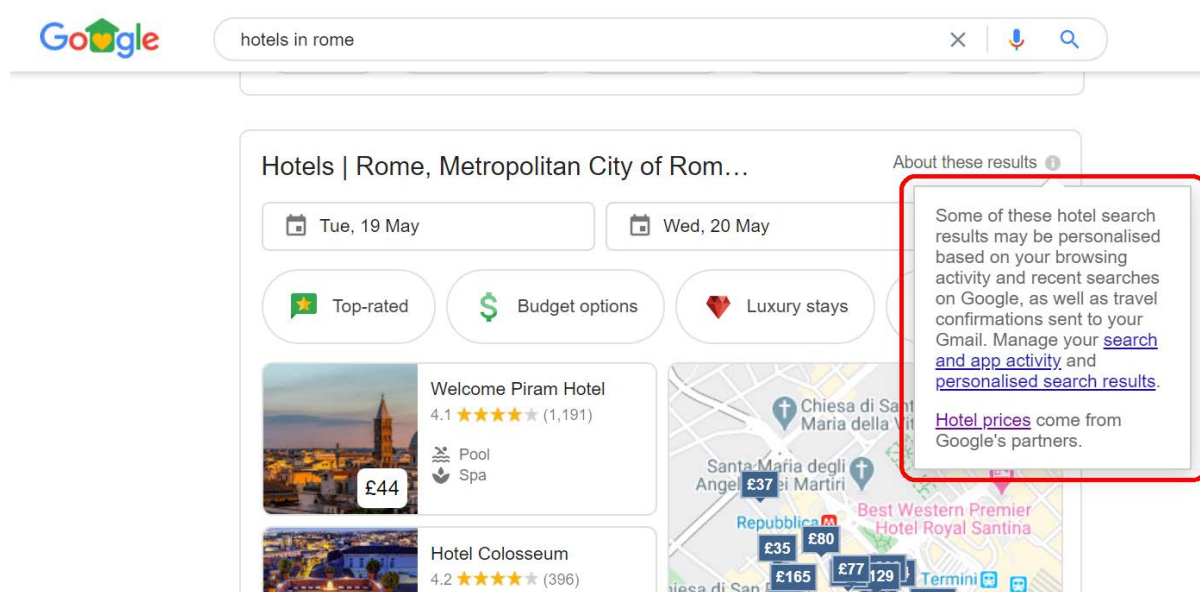 Google
hotels in rome
Hotels | Rome, Metropolitan City of Rom…
About these results
Tue, 19 May
Wed, 20 May
Top-rated
Budget options
Luxury stays
Some of these hotel search
results may be personalised
based on your browsing
activity and recent searches
on Google, as well as travel
confirmations sent to your
Gmail. Manage your search
and app activity and
personalised search results.
Hotel prices come from
Google's partners.
Welcome Piram Hotel
4.1 (1,191)
Pool
Spa
£44
Hotel Colosseum
4.2 (396)
Chiesa di
Maria della
Santa Maria degli
Martiri
£37
Best Western Premier
Hotel Royal Santina
Repubblica
£35
£80
£165
£77
129
Termini